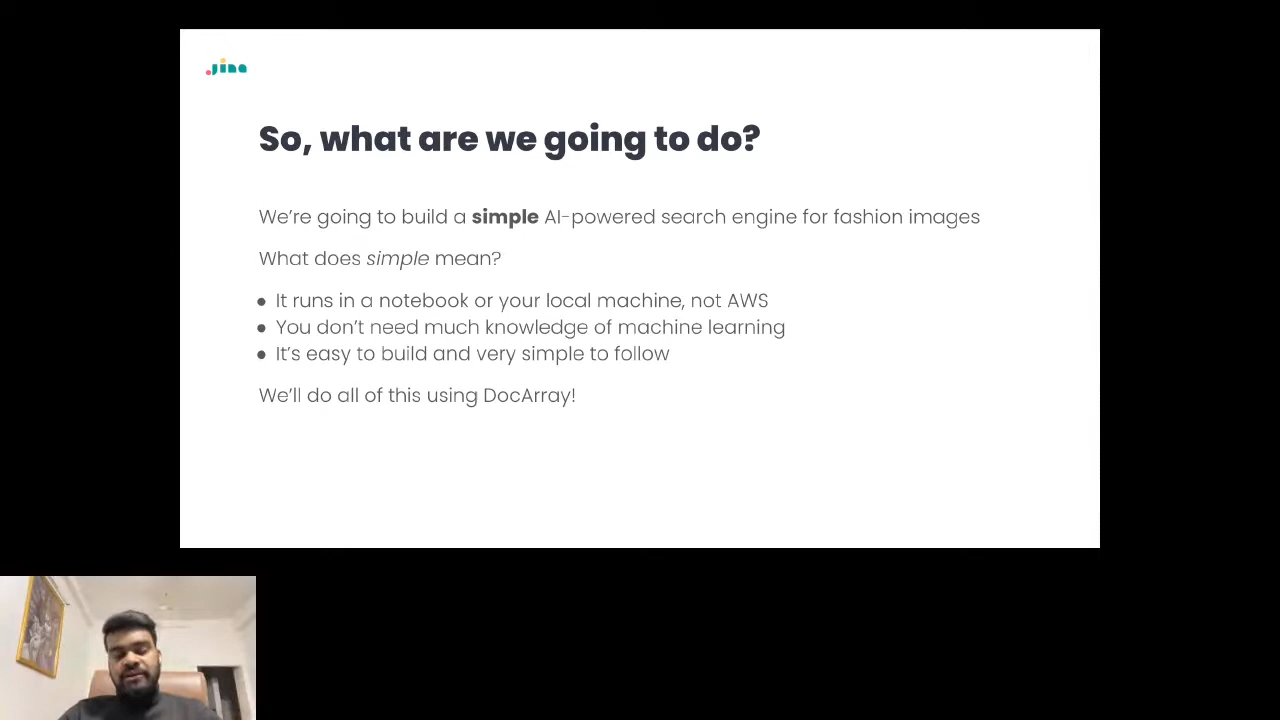 jina
So, what are we going to do?
We're going to build a simple AI-powered search engine for fashion images
What does simple mean?
● It runs in a notebook or your local machine, not AWS
● You don't need much knowledge of machine learning
● It's easy to build and very simple to follow
We'll do all of this using DocArray!